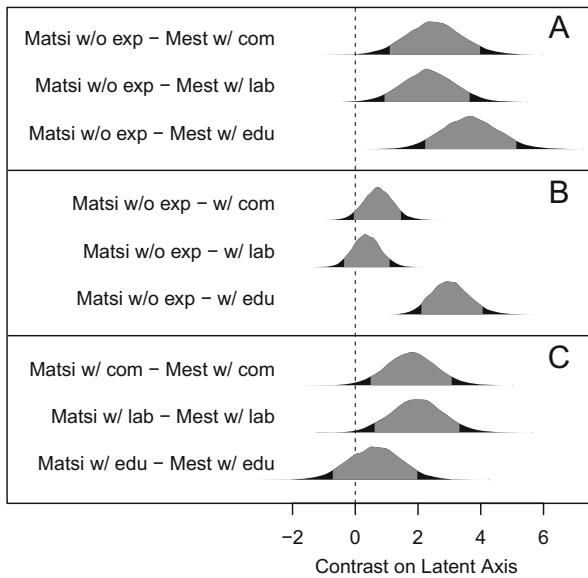 A
Matsi w/o exp − Mest w/ com
Matsi w/o exp − Mest w/ lab
Matsi w/o exp − Mest w/ edu
B
Matsi w/o exp − w/ com
Matsi w/o exp − w/ lab
Matsi w/o exp − w/ edu
C
Matsi w/ com − Mest w/ com
Matsi w/ lab − Mest w/ lab
Matsi w/ edu − Mest w/ edu
−2 0 2 4 6
Contrast on Latent Axis